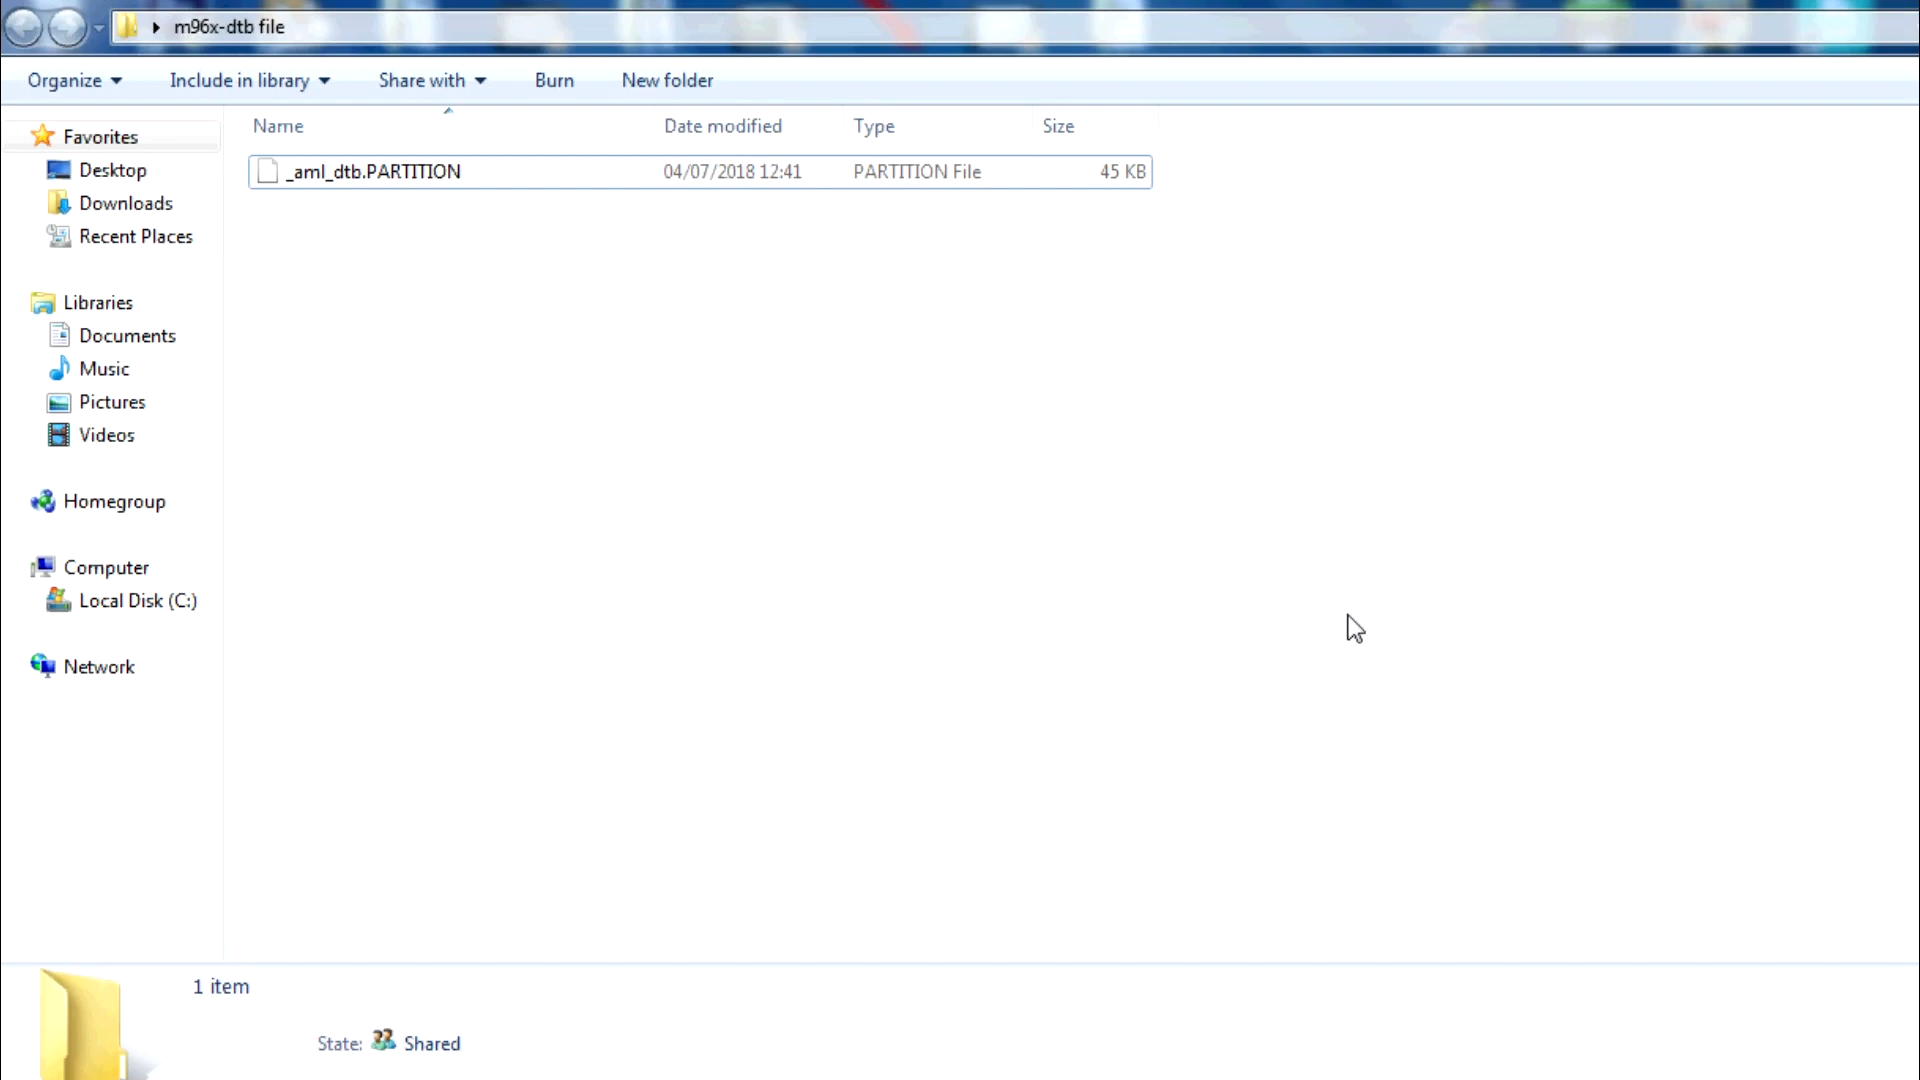 m96x-dtb file
Organize Include in library Share with Burn New folder
Name Date modified Type Size
_aml_dtb.PARTITION 04/07/2018 12:41 PARTITION File 45 KB
Favorites
Desktop
Downloads
Recent Places
Libraries
Documents
Music
Pictures
Videos
Homegroup
Computer
Local Disk (C:)
Network
1 item
State: Shared